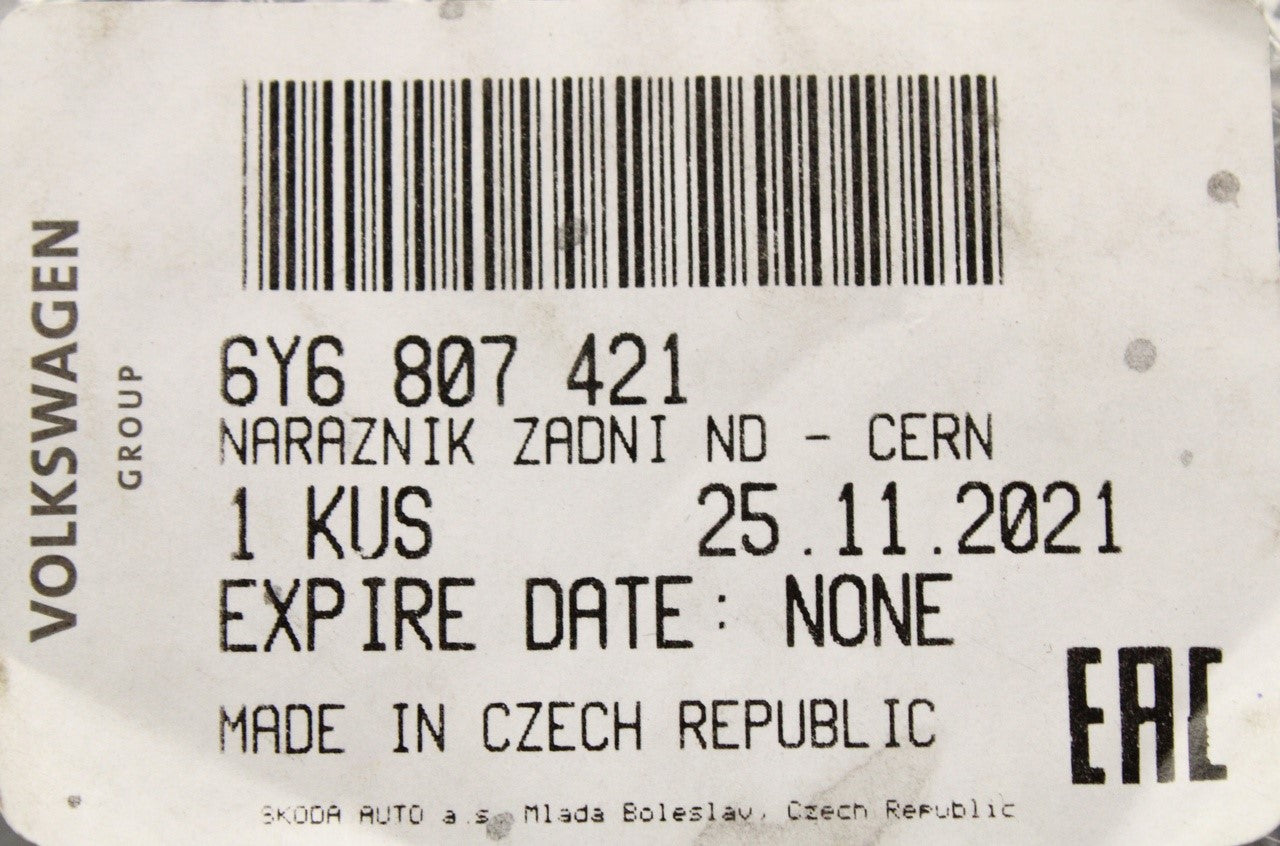 VOLKSWAGEN
GROUP
6Y6 807 421
NARAZNIK ZADNI ND - CERN
1 KUS 25.11.2021
EXPIRE DATE: NONE
MADE IN CZECH REPUBLIC
EAC
SKODA AUTO a.s. Mlada Boleslav, Czech Republic